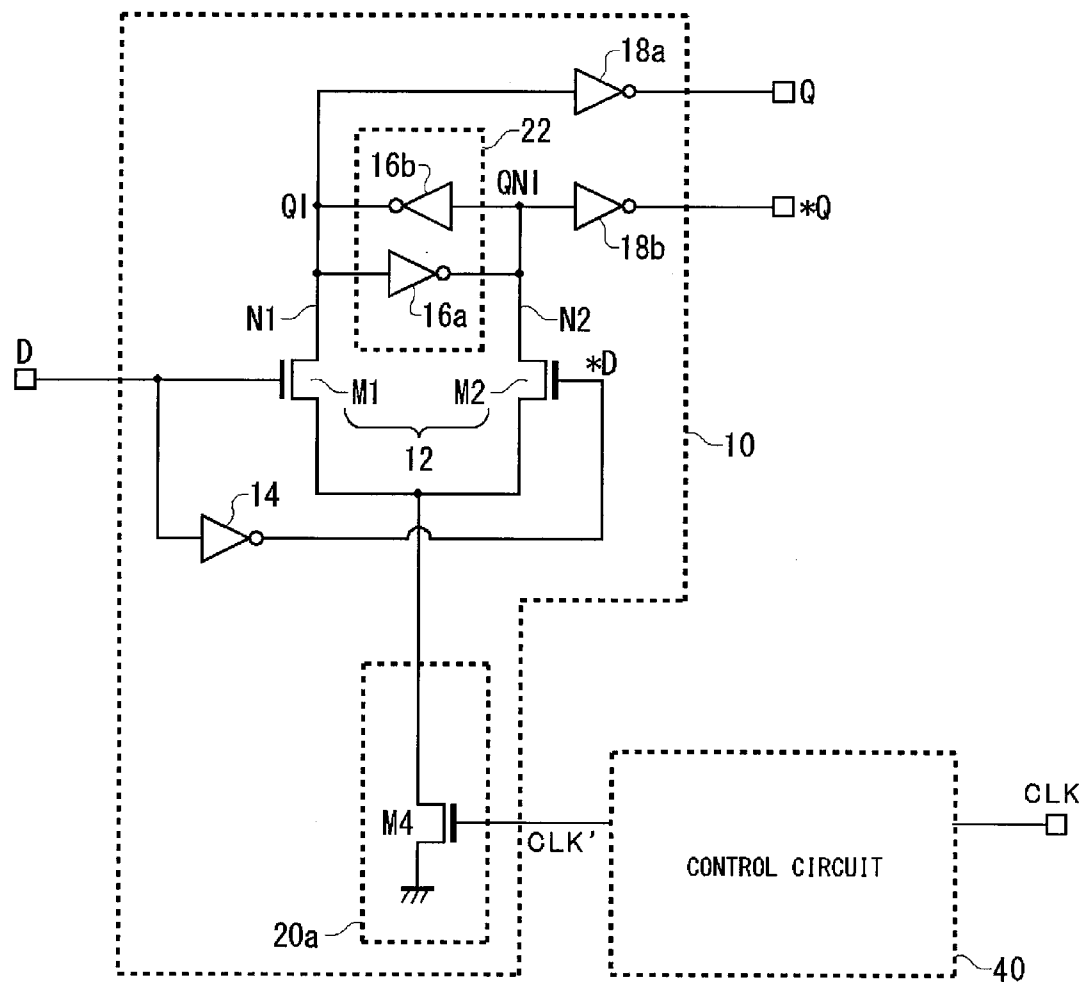 18a
Q
22
16b
QNI
QI
*Q
18b
16a
N1
N2
D
*D
M1
M2
10
12
14
M4
CLK'
CLK
CONTROL CIRCUIT
20a
40